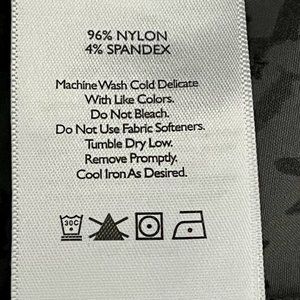 96% NYLON
4% SPANDEX
Machine Wash Cold Delicate
With Like Colors.
Do Not Bleach.
Do Not Use Fabric Softeners.
Tumble Dry Low.
Remove Promptly.
Cool Iron As Desired.
30C